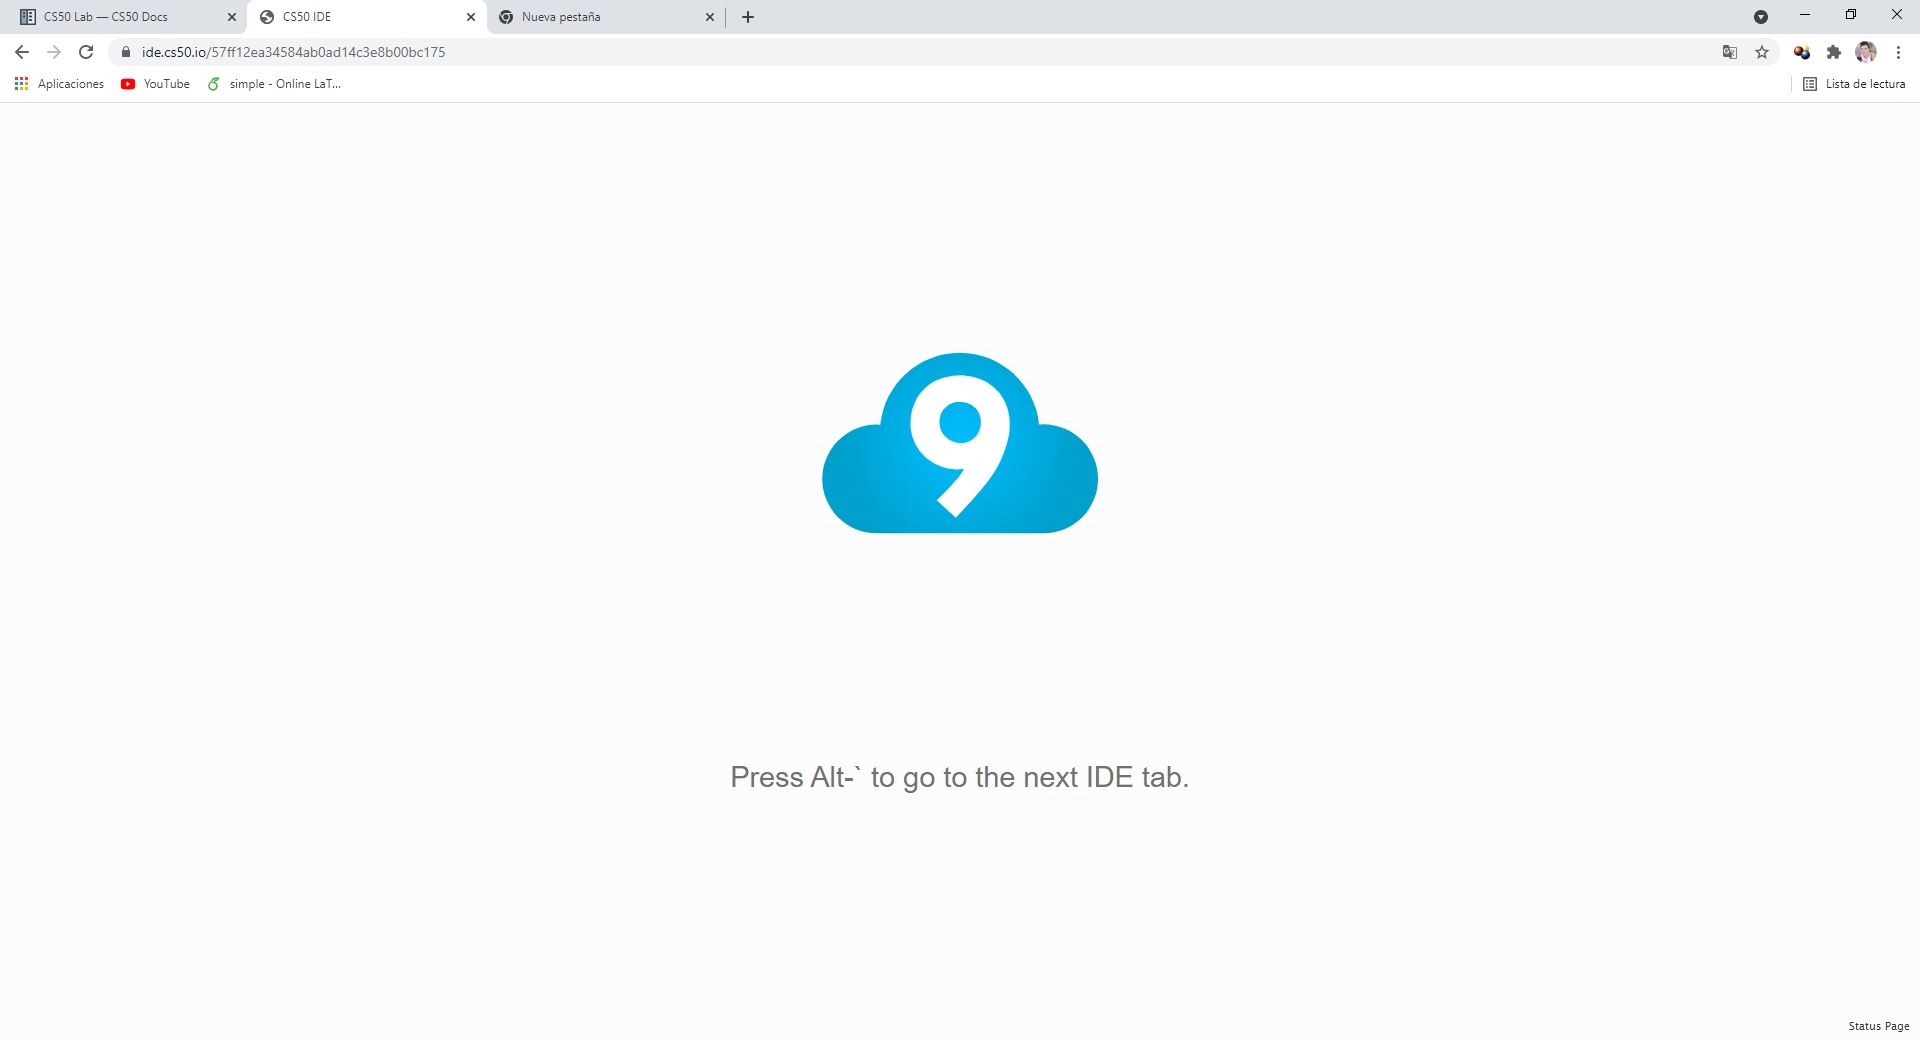 CS50 Lab — CS50 Docs
CS50 IDE
Nueva pestaña
ide.cs50.io/57ff12ea34584ab0ad14c3e8b00bc175
Aplicaciones
YouTube
simple - Online LaT...
Lista de lectura
9
Press Alt-` to go to the next IDE tab.
Status Page